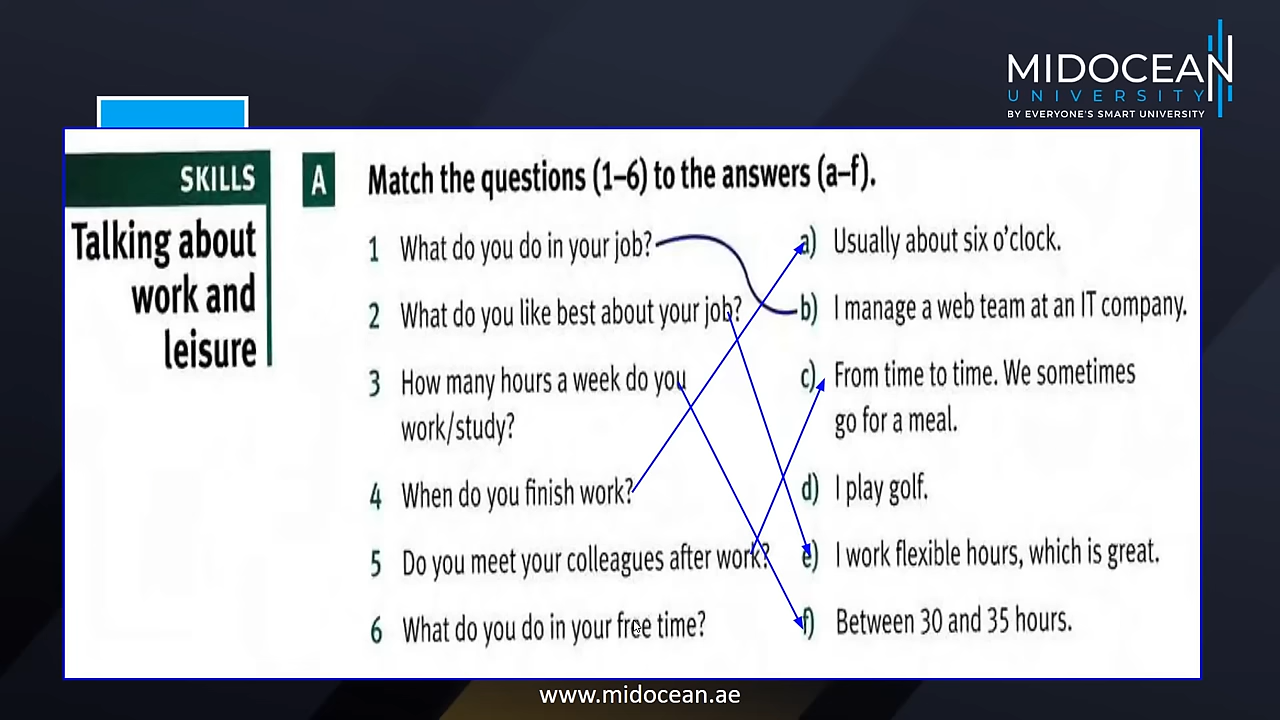 MIDOCEAN
UNIVERSITY
BY EVERYONE'S SMART UNIVERSITY
SKILLS
Talking about
work and
leisure
A Match the questions (1–6) to the answers (a–f).
1 What do you do in your job?
2 What do you like best about your job?
3 How many hours a week do you
work/study?
4 When do you finish work?
5 Do you meet your colleagues after work?
6 What do you do in your free time?
a) Usually about six o'clock.
b) I manage a web team at an IT company.
c) From time to time. We sometimes
go for a meal.
d) I play golf.
e) I work flexible hours, which is great.
f) Between 30 and 35 hours.
www.midocean.ae